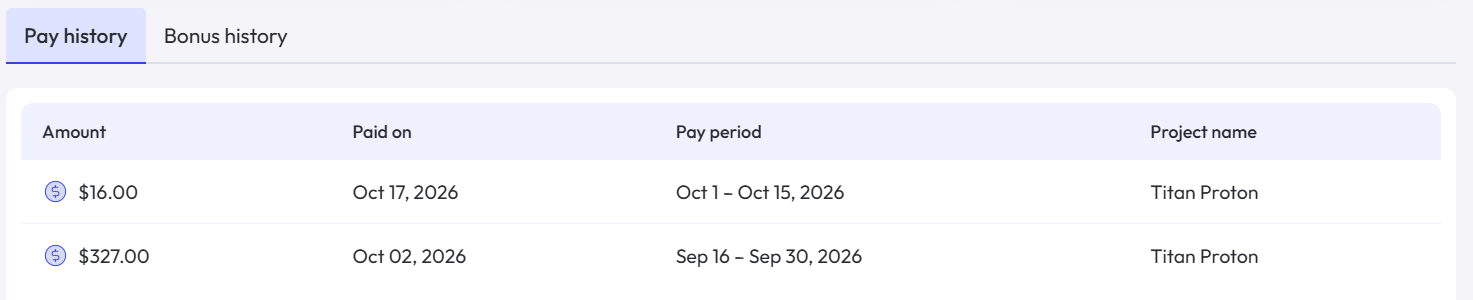 Pay history Bonus history
Amount Paid on Pay period Project name
$16.00 Oct 17, 2026 Oct 1 – Oct 15, 2026 Titan Proton
$327.00 Oct 02, 2026 Sep 16 – Sep 30, 2026 Titan Proton